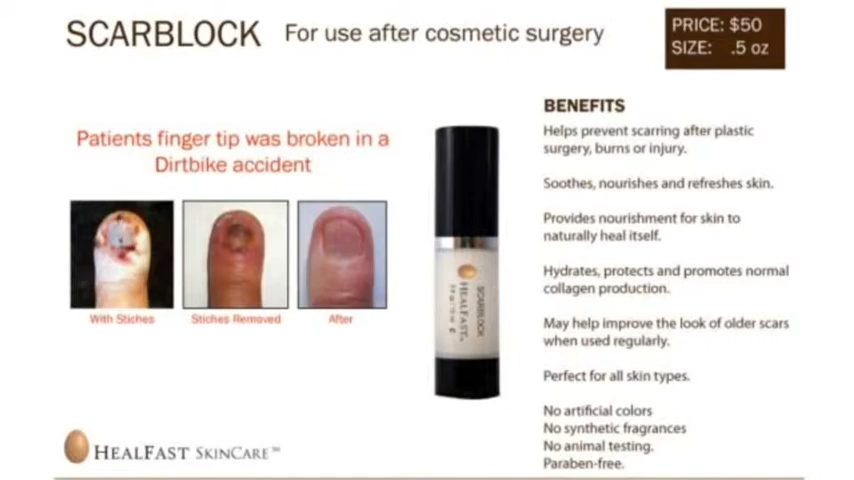 SCARBLOCK For use after cosmetic surgery
PRICE: $50
SIZE: .5 oz
Patients finger tip was broken in a
Dirtbike accident
With Stiches
Stiches Removed
After
SCARBLOCK
HEALFAST
BENEFITS
Helps prevent scarring after plastic
surgery, burns or injury.
Soothes, nourishes and refreshes skin.
Provides nourishment for skin to
naturally heal itself.
Hydrates, protects and promotes normal
collagen production.
May help improve the look of older scars
when used regularly.
Perfect for all skin types.
No artificial colors
No synthetic fragrances
No animal testing.
Paraben-free.
HEALFAST SKINCARE™